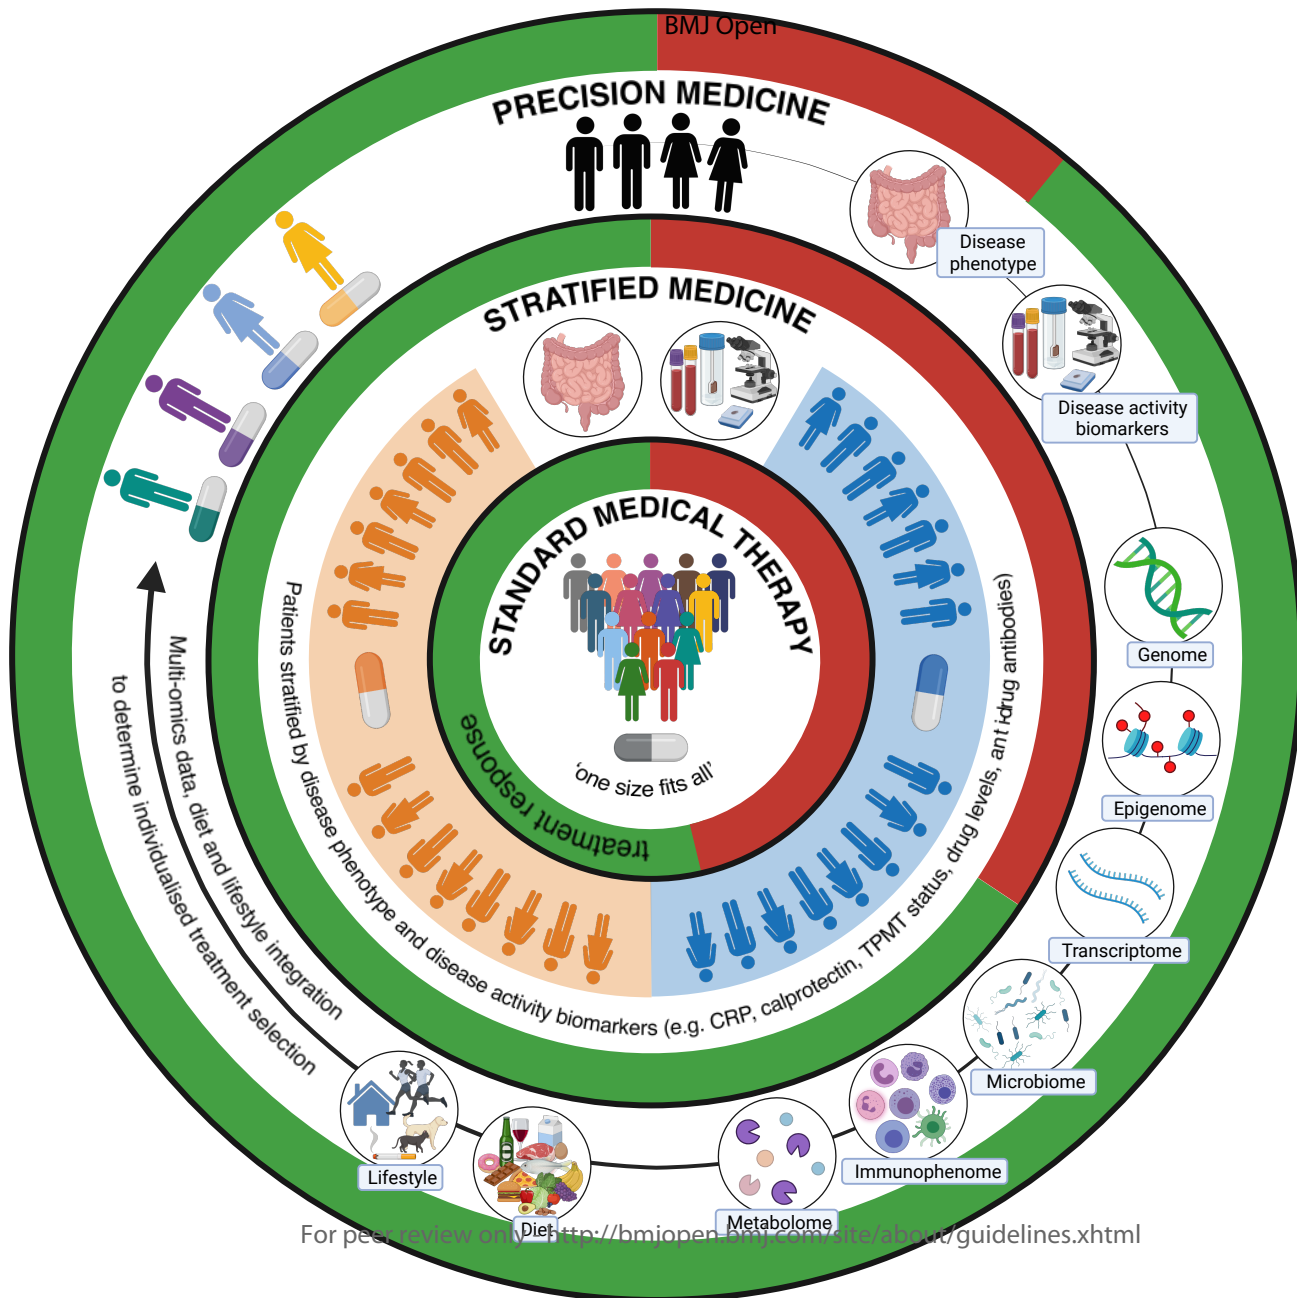 BMJ Open
PRECISION MEDICINE
Disease
phenotype
Disease activity
biomarkers
Genome
Epigenome
Transcriptome
Microbiome
Immunophenome
Metabolome
Diet
Lifestyle
Multi-omics data, diet and lifestyle integration
to determine individualised treatment selection
STRATIFIED MEDICINE
Patients stratified by disease phenotype and disease activity biomarkers (e.g. CRP, calprotectin, TPMT status, drug levels, anti-drug antibodies)
STANDARD MEDICAL THERAPY
'one size fits all'
treatment response
For peer review only - http://bmjopen.bmj.com/site/about/guidelines.xhtml